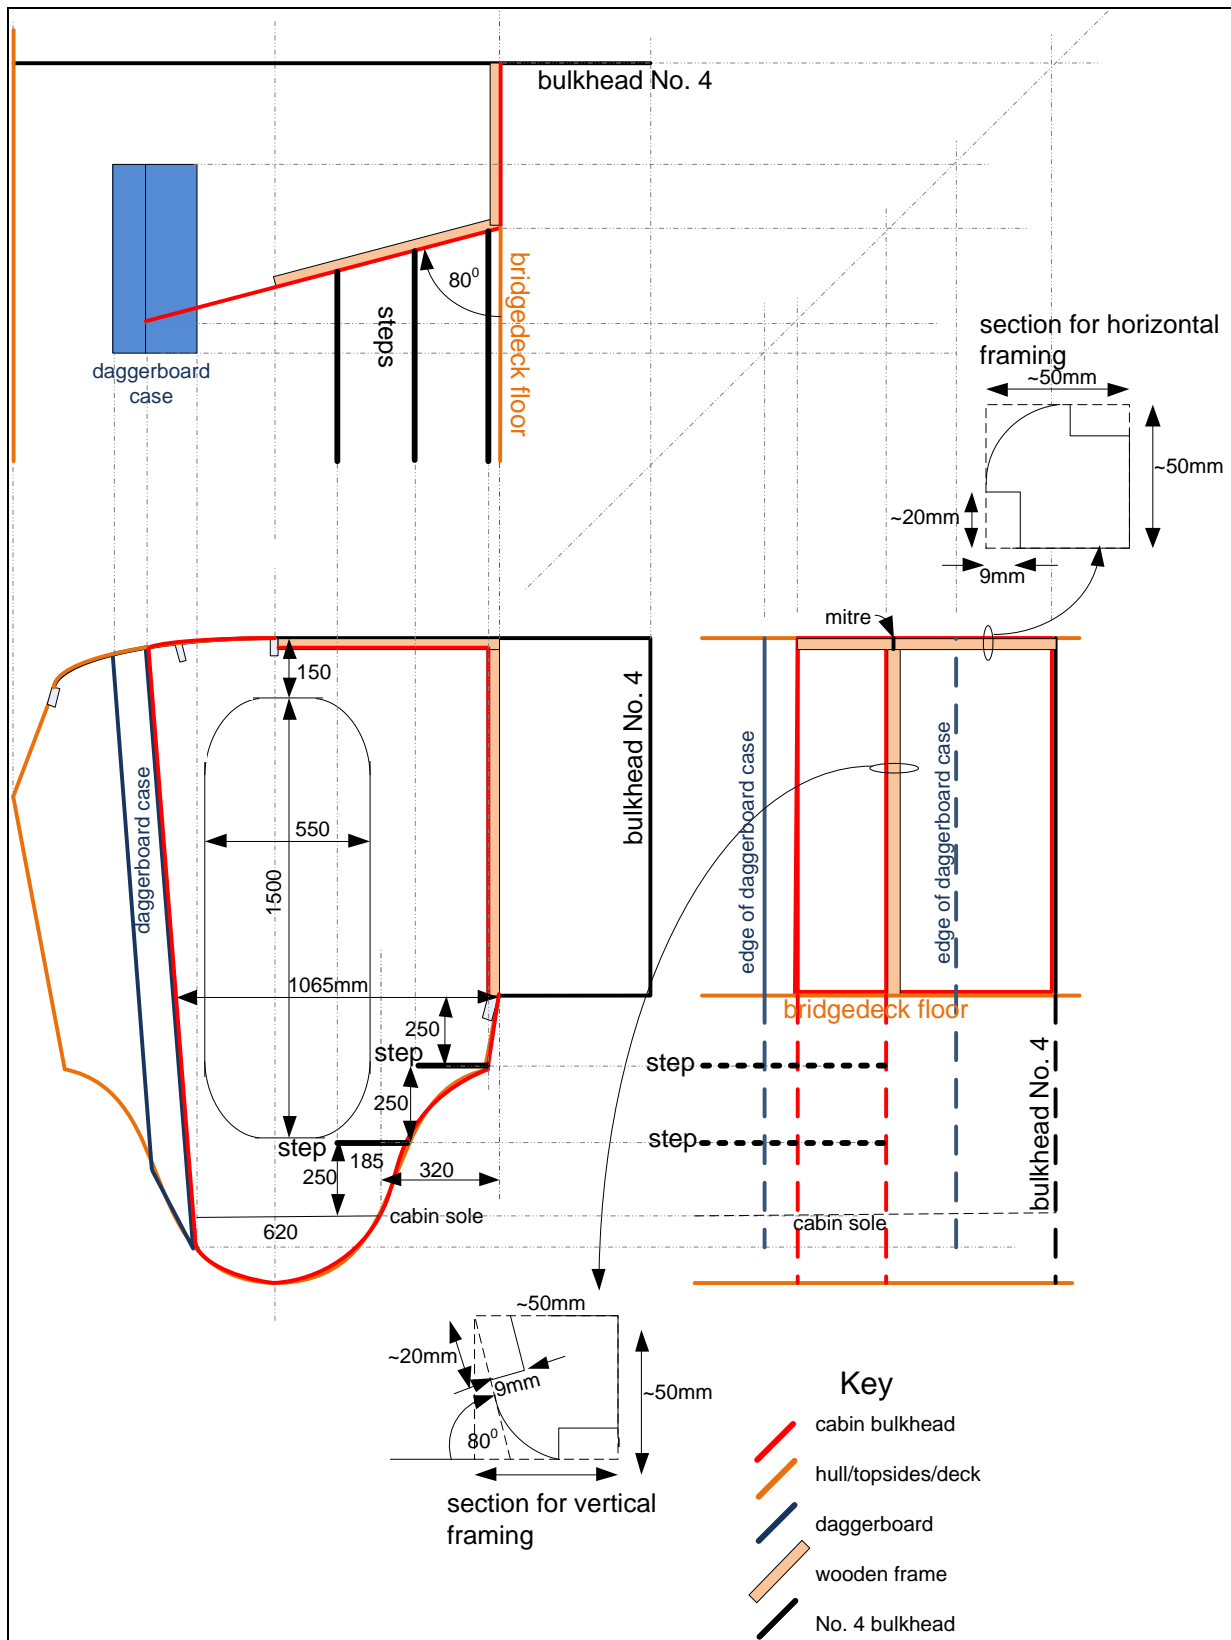 bulkhead No. 4
80⁰
steps
bridgedeck floor
daggerboard
case
section for horizontal
framing
~50mm
~50mm
~20mm
9mm
mitre
150
bulkhead No. 4
daggerboard case
550
1500
edge of daggerboard case
edge of daggerboard case
1065mm
bridgedeck floor
250
step
step
250
bulkhead No. 4
step
step
185
320
250
cabin sole
cabin sole
620
~50mm
~20mm
9mm
~50mm
80⁰
section for vertical
framing
Key
cabin bulkhead
hull/topsides/deck
daggerboard
wooden frame
No. 4 bulkhead